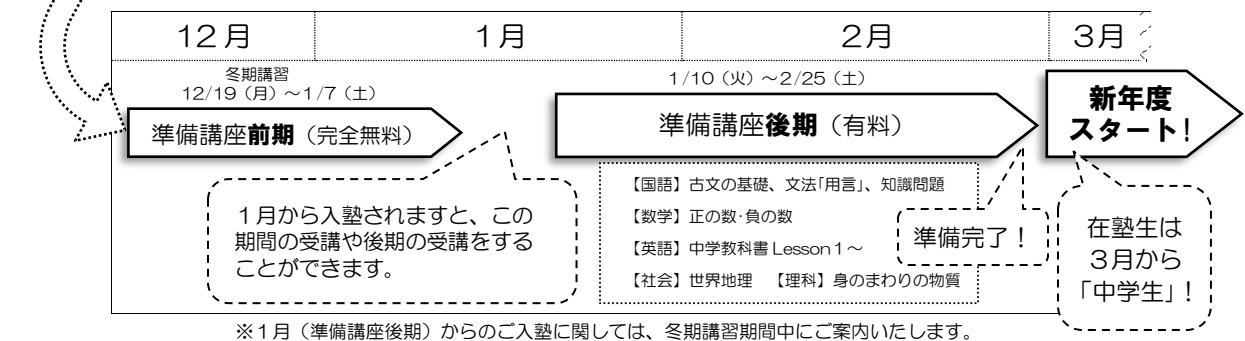 12月 1月 2月 3月
冬期講習
12/19（月）～1/7（土）
準備講座前期（完全無料）
1/10（火）～2/25（土）
準備講座後期（有料）
新年度
スタート！
１月から入塾されますと、この
期間の受講や後期の受講をする
ことができます。
【国語】古文の基礎、文法「用言」、知識問題
【数学】正の数・負の数
【英語】中学教科書 Lesson１～
【社会】世界地理 【理科】身のまわりの物質
準備完了！
在塾生は
３月から
「中学生」！
※１月（準備講座後期）からのご入塾に関しては、冬期講習期間中にご案内いたします。